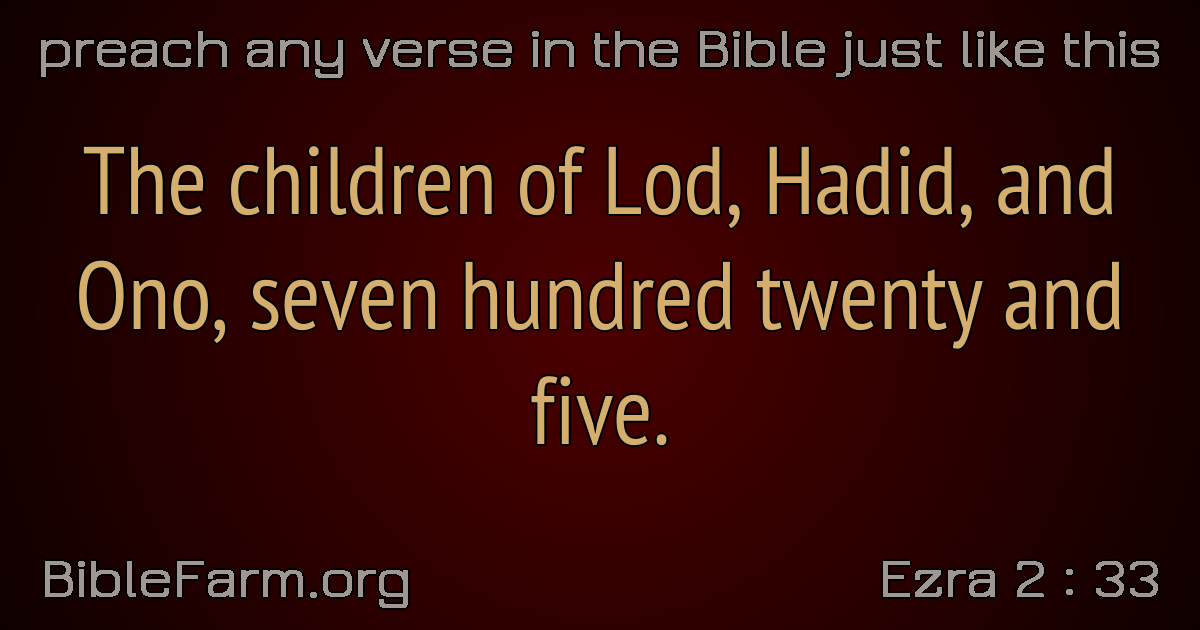 preach any verse in the Bible just like this
The children of Lod, Hadid, and
Ono, seven hundred twenty and
five.
BibleFarm.org
Ezra 2 : 33